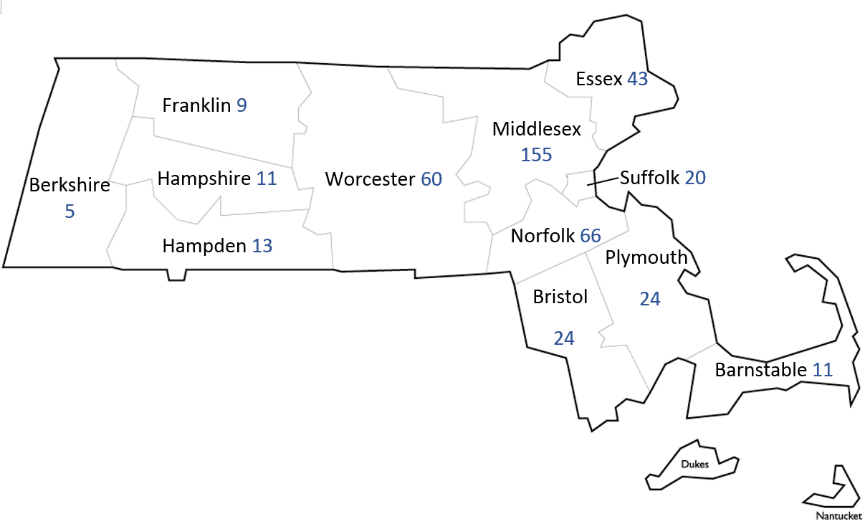 Essex 43
Franklin 9
Middlesex
155
Hampshire 11
Worcester 60
Suffolk 20
Berkshire
5
Norfolk 66
Hampden 13
Plymouth
24
Bristol
24
Barnstable 11
Dukes
Nantucket